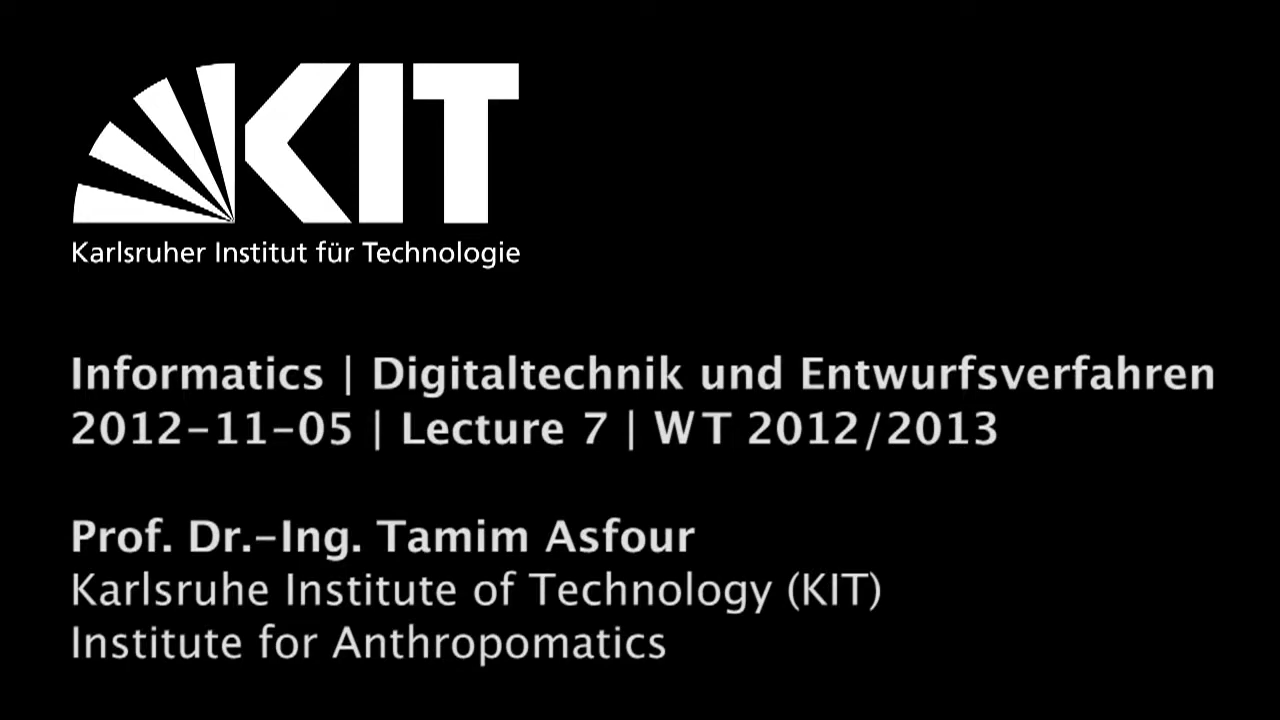 KIT
Karlsruher Institut für Technologie
Informatics | Digitaltechnik und Entwurfsverfahren
2012-11-05 | Lecture 7 | WT 2012/2013
Prof. Dr.-Ing. Tamim Asfour
Karlsruhe Institute of Technology (KIT)
Institute for Anthropomatics